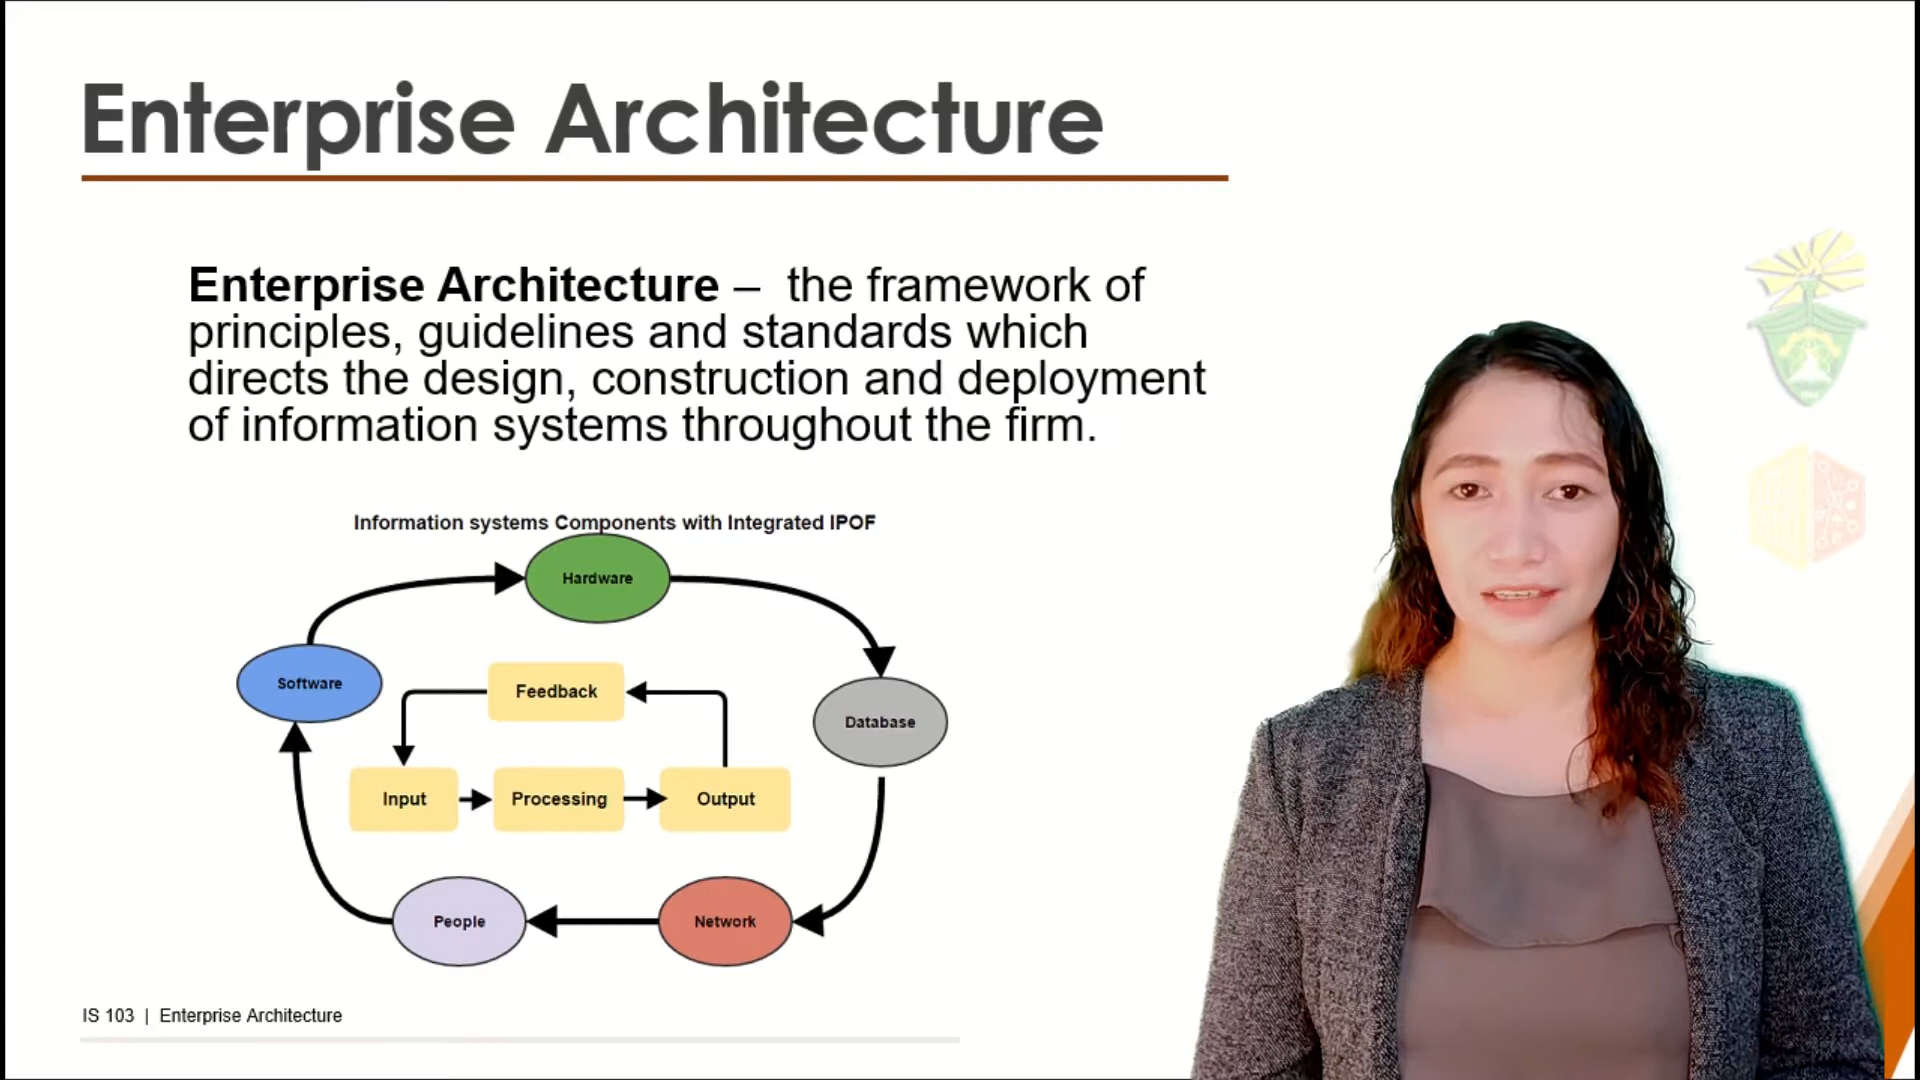 Enterprise Architecture
Enterprise Architecture – the framework of
principles, guidelines and standards which
directs the design, construction and deployment
of information systems throughout the firm.
Information systems Components with Integrated IPOF
Hardware
Software
Feedback
Database
Input
Processing
Output
People
Network
IS 103 | Enterprise Architecture